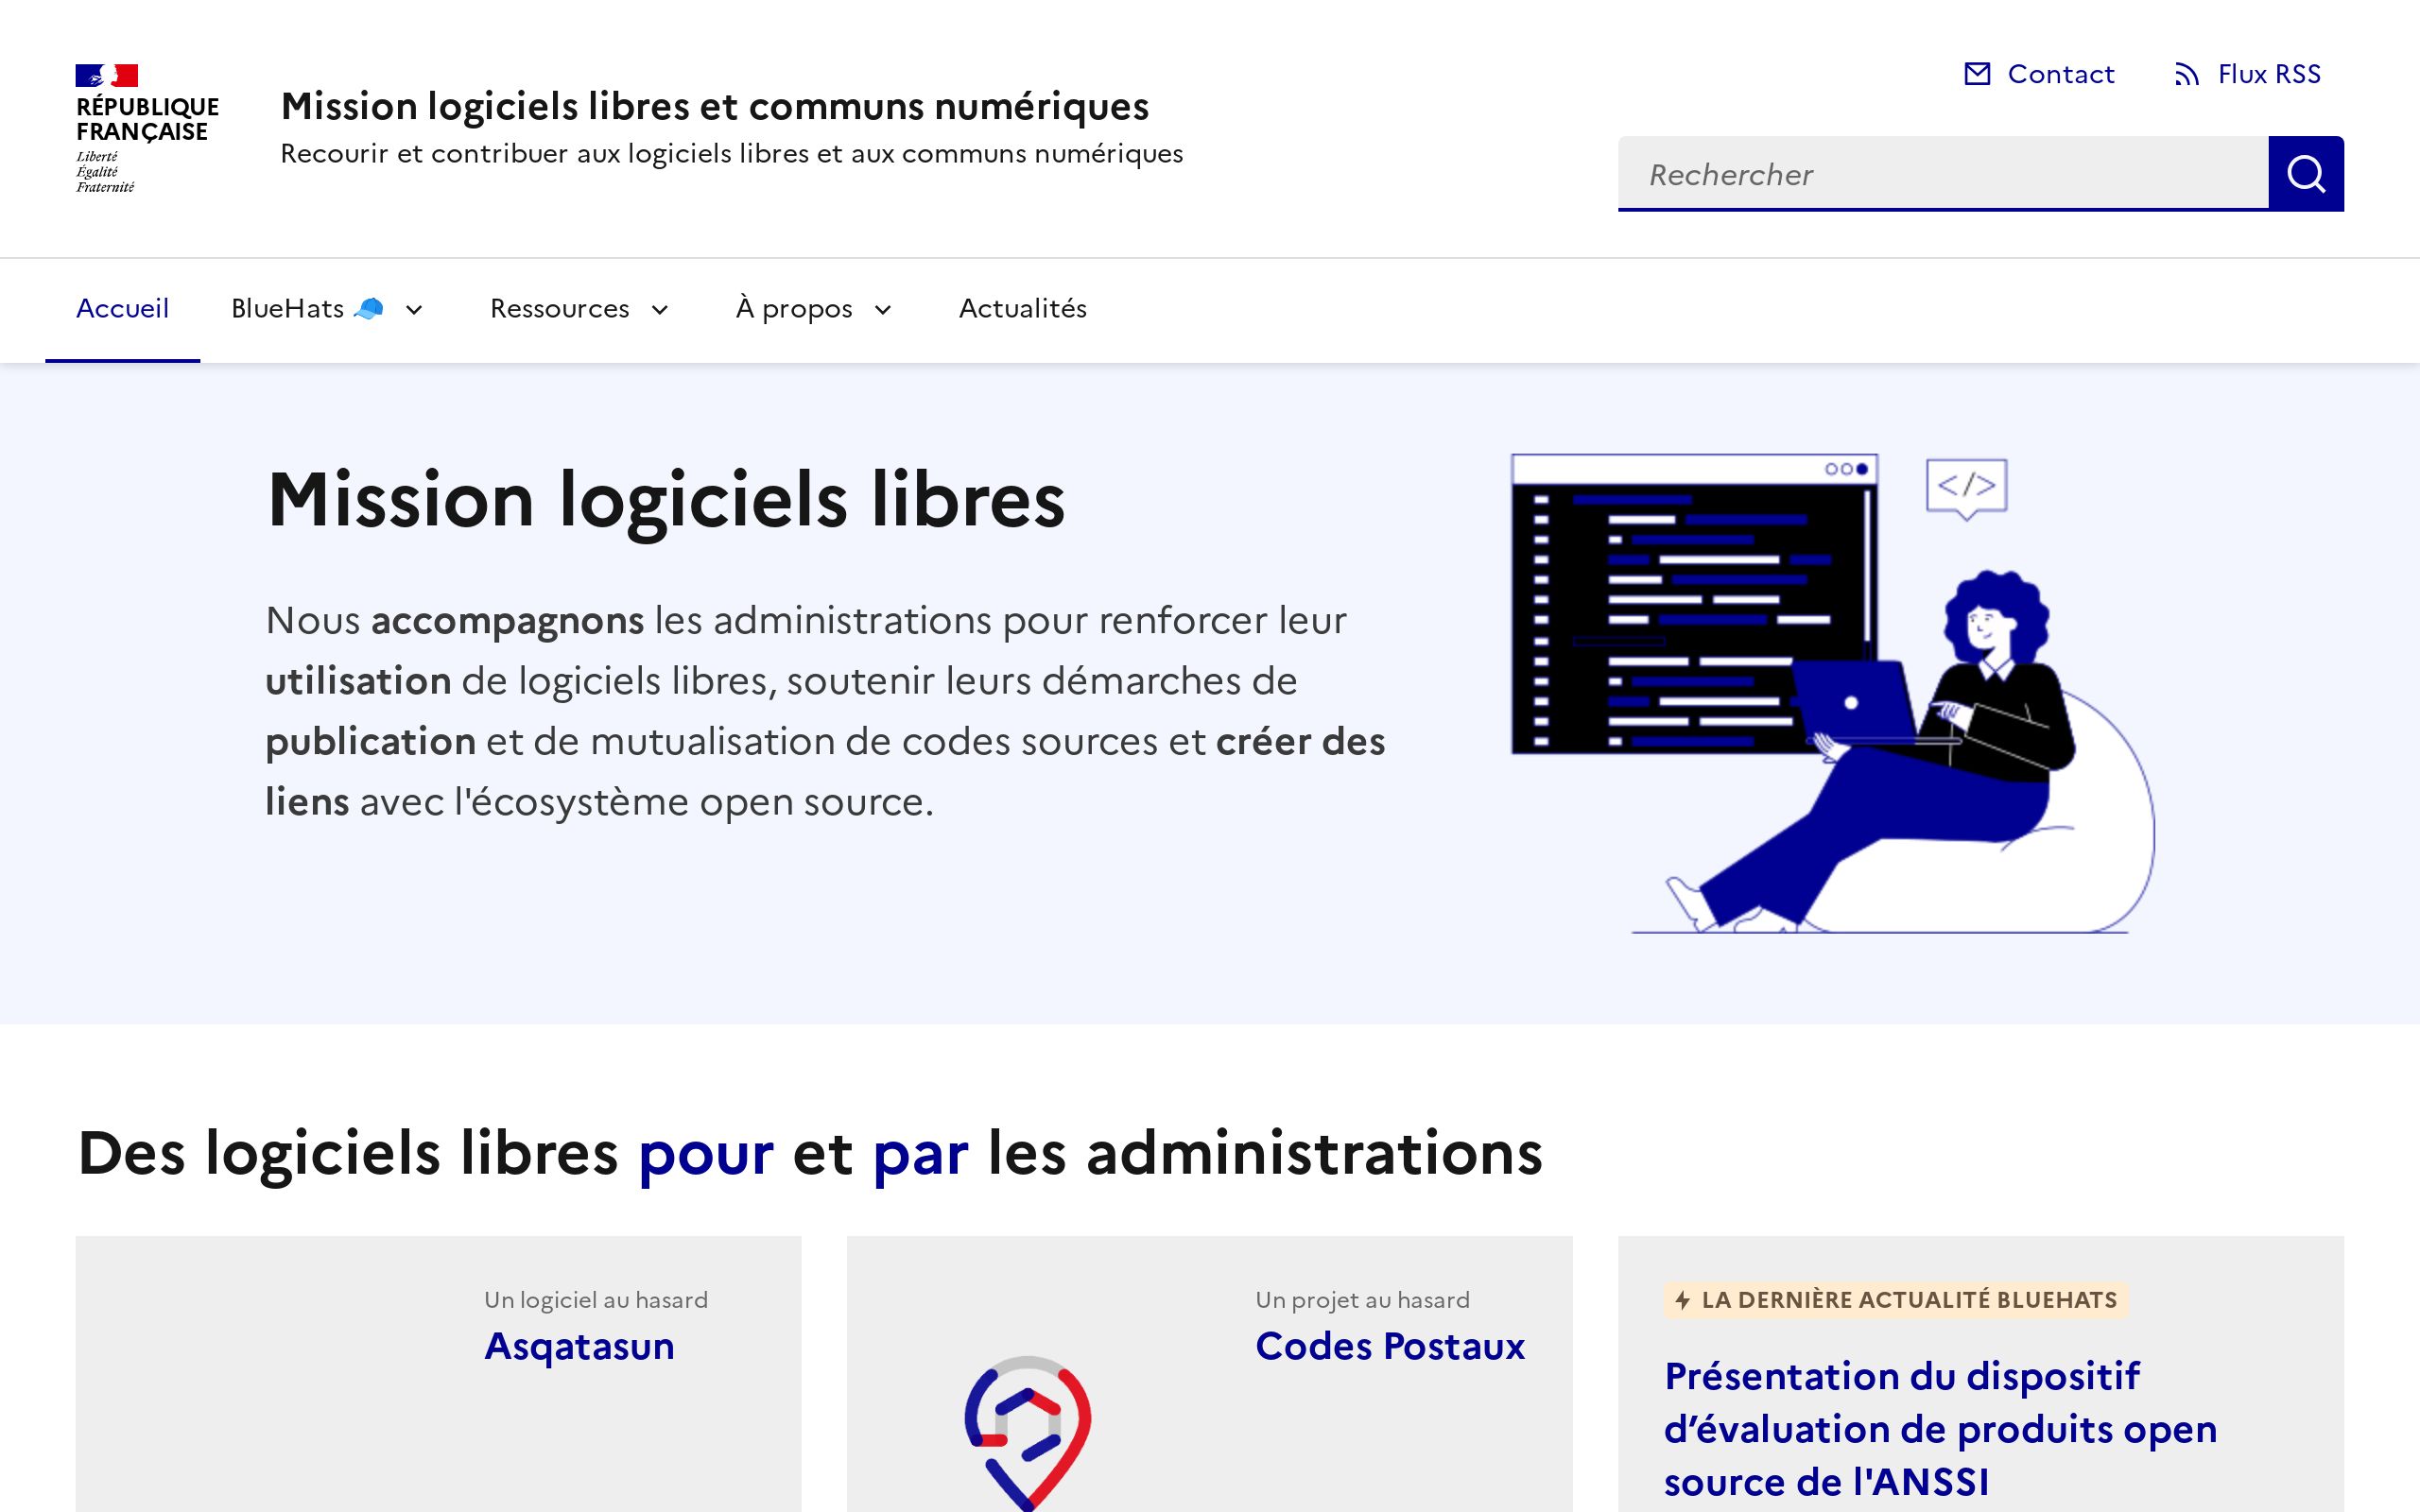 RÉPUBLIQUE
FRANÇAISE
Liberté
Égalité
Fraternité
Mission logiciels libres et communs numériques
Recourir et contribuer aux logiciels libres et aux communs numériques
Contact
Flux RSS
Rechercher
Accueil
BlueHats 🧢
Ressources
À propos
Actualités
Mission logiciels libres
Nous accompagnons les administrations pour renforcer leur
utilisation de logiciels libres, soutenir leurs démarches de
publication et de mutualisation de codes sources et créer des
liens avec l'écosystème open source.
</>
Des logiciels libres pour et par les administrations
Un logiciel au hasard
Asqatasun
Un projet au hasard
Codes Postaux
LA DERNIÈRE ACTUALITÉ BLUEHATS
Présentation du dispositif
d’évaluation de produits open
source de l'ANSSI